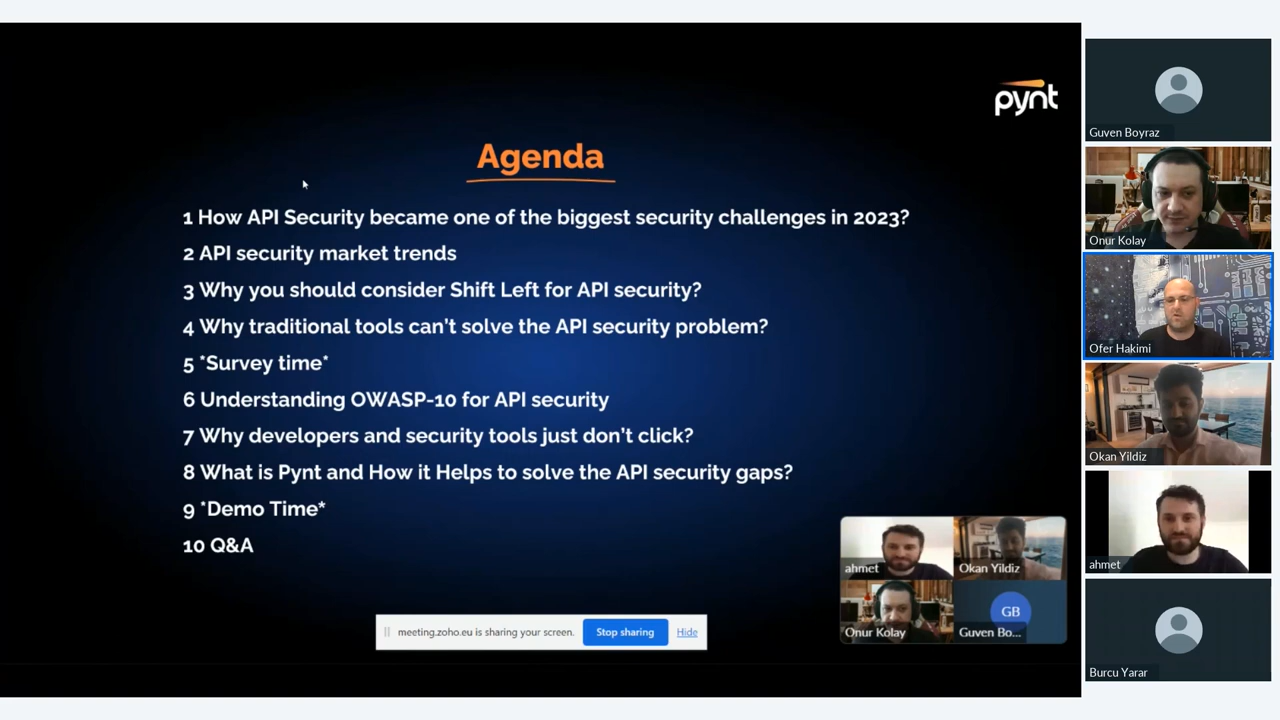 pynt
Agenda
1 How API Security became one of the biggest security challenges in 2023?
2 API security market trends
3 Why you should consider Shift Left for API security?
4 Why traditional tools can't solve the API security problem?
5 *Survey time*
6 Understanding OWASP-10 for API security
7 Why developers and security tools just don't click?
8 What is Pynt and How it Helps to solve the API security gaps?
9 *Demo Time*
10 Q&A
ahmet
Okan Yildiz
Onur Kolay
GB
Guven Bo...
meeting.zoho.eu is sharing your screen.
Stop sharing
Hide
Guven Boyraz
Onur Kolay
Ofer Hakimi
Okan Yildiz
ahmet
Burcu Yarar